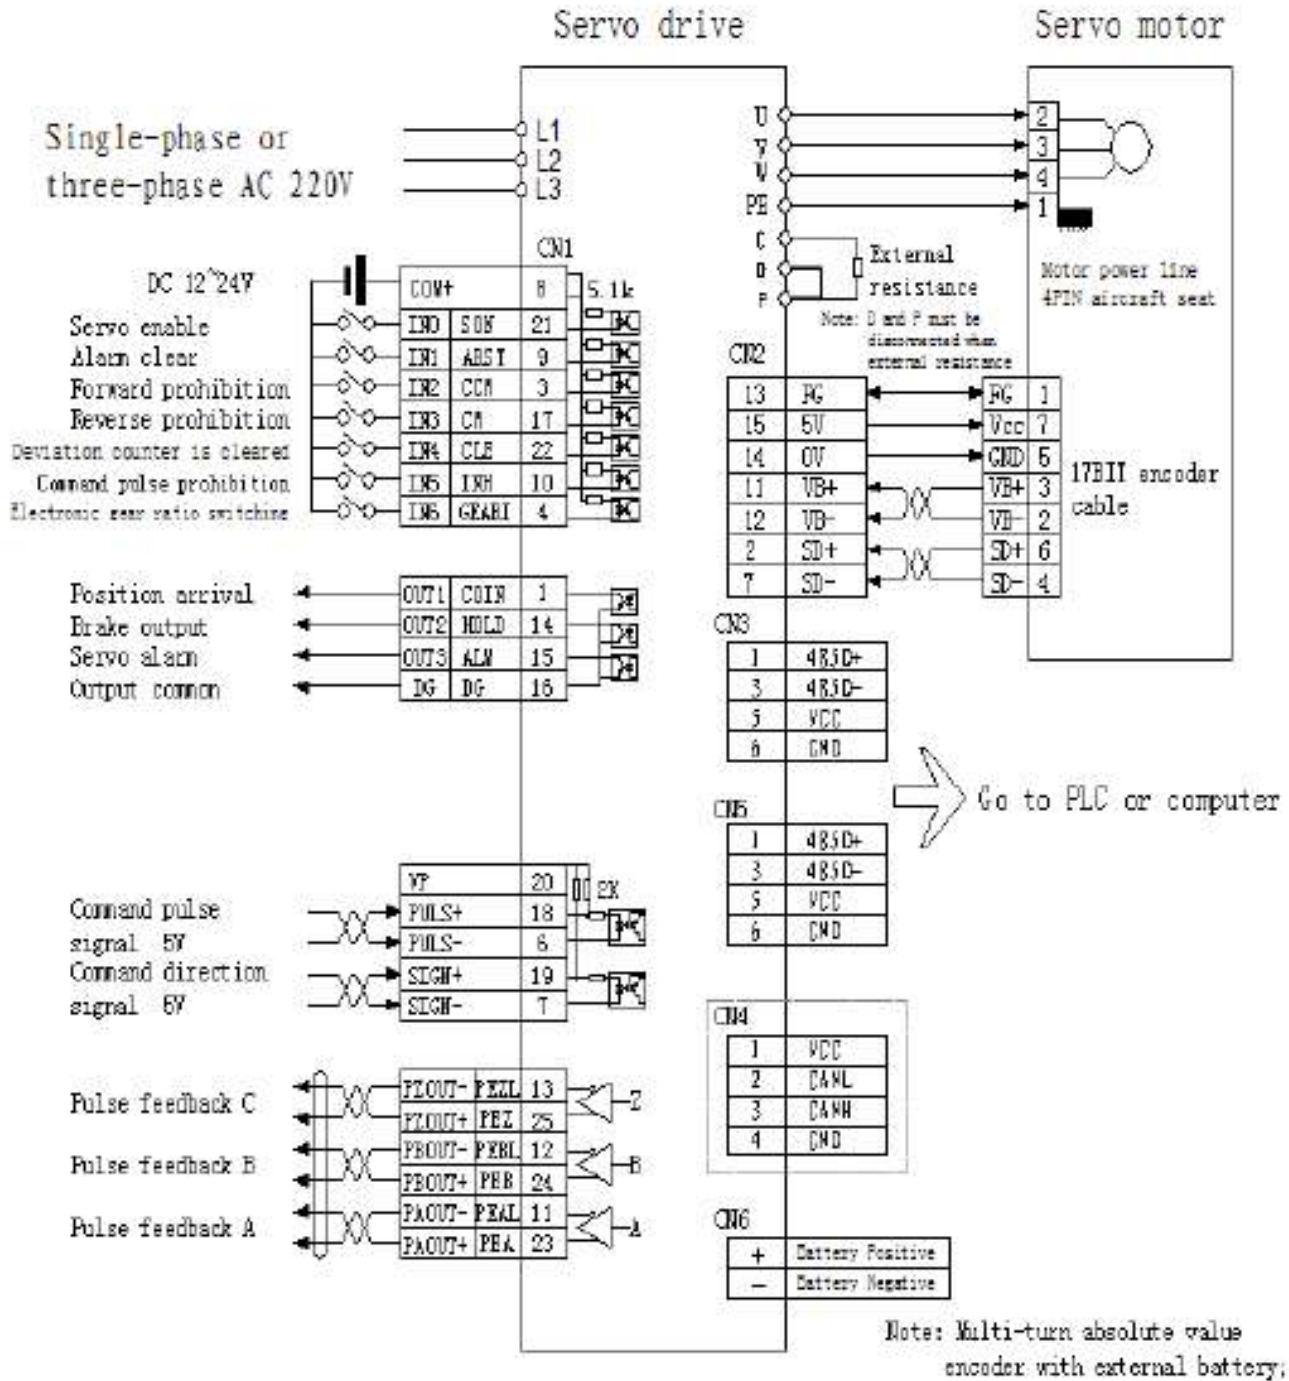 Servo drive
Servo motor
Single-phase or
three-phase AC 220V
L1
L2
L3
U
V
W
PE
C
D
P
2
3
4
1
External
resistance
Note: D and P must be
disconnected when
external resistance
Motor power line
4PIN aircraft seat
CN1
DC 12~24V
COM+ 8 5.1k
Servo enable IN0 SON 21
Alarm clear IN1 ARST 9
Forward prohibition IN2 CCW 3
Reverse prohibition IN3 CW 17
Deviation counter is cleared IN4 CLE 22
Command pulse prohibition IN5 INH 10
Electronic gear ratio switching IN6 GEAR1 4
Position arrival OUT1 COIN 1
Brake output OUT2 HOLD 14
Servo alarm OUT3 ALM 15
Output common DG DG 16
VP 20 2K
Command pulse
signal 5V
PULS+ 18
PULS- 6
Command direction
signal 5V
SIGN+ 19
SIGN- 7
Pulse feedback C
PZOUT- PEZL 13
PZOUT+ PEZ 25
Z
Pulse feedback B
PBOUT- PEBL 12
PBOUT+ PEB 24
B
Pulse feedback A
PAOUT- PEAL 11
PAOUT+ PEA 23
A
CN2
13 FG FG 1
15 5V Vcc 7
14 0V GND 5
11 VB+ VB+ 3
12 VB- VB- 2
2 SD+ SD+ 6
7 SD- SD- 4
17BIT encoder
cable
CN3
1 485D+
3 485D-
5 VCC
6 GND
Go to PLC or computer
CN5
1 485D+
3 485D-
5 VCC
6 GND
CN4
1 VCC
2 CANL
3 CANH
4 GND
CN6
+ Battery Positive
- Battery Negative
Note: Multi-turn absolute value
encoder with external battery;